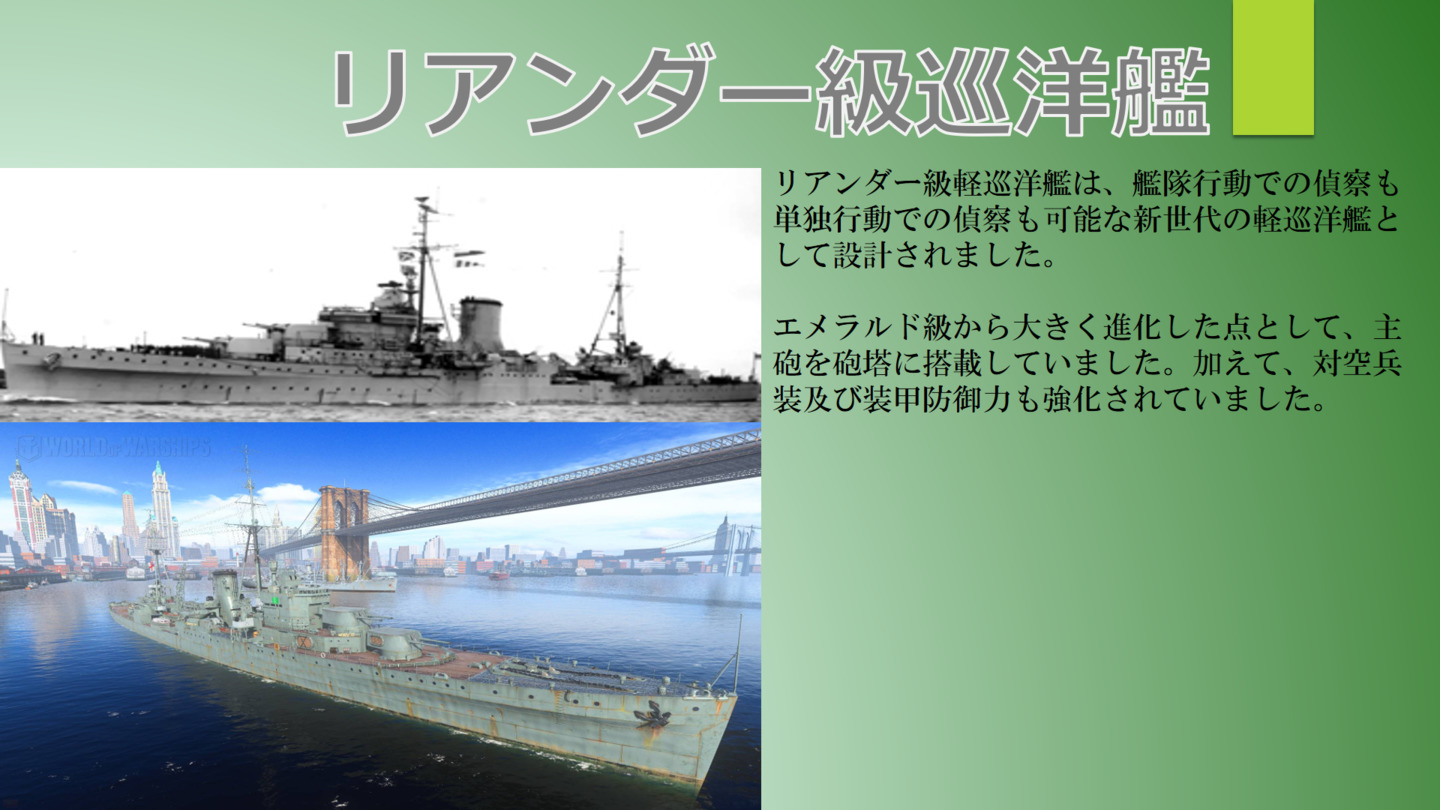 リアンダー級巡洋艦
リアンダー級軽巡洋艦は、艦隊行動での偵察も
単独行動での偵察も可能な新世代の軽巡洋艦と
して設計されました。
エメラルド級から大きく進化した点として、主
砲を砲塔に搭載していました。加えて、対空兵
装及び装甲防御力も強化されていました。
WORLD OF WARSHIPS